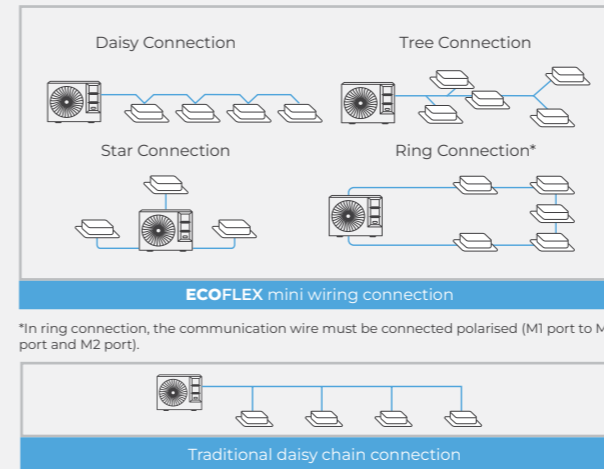 Daisy Connection
Tree Connection
Star Connection
Ring Connection*
ECOFLEX mini wiring connection
*In ring connection, the communication wire must be connected polarised (M1 port to
port and M2 port).
Traditional daisy chain connection